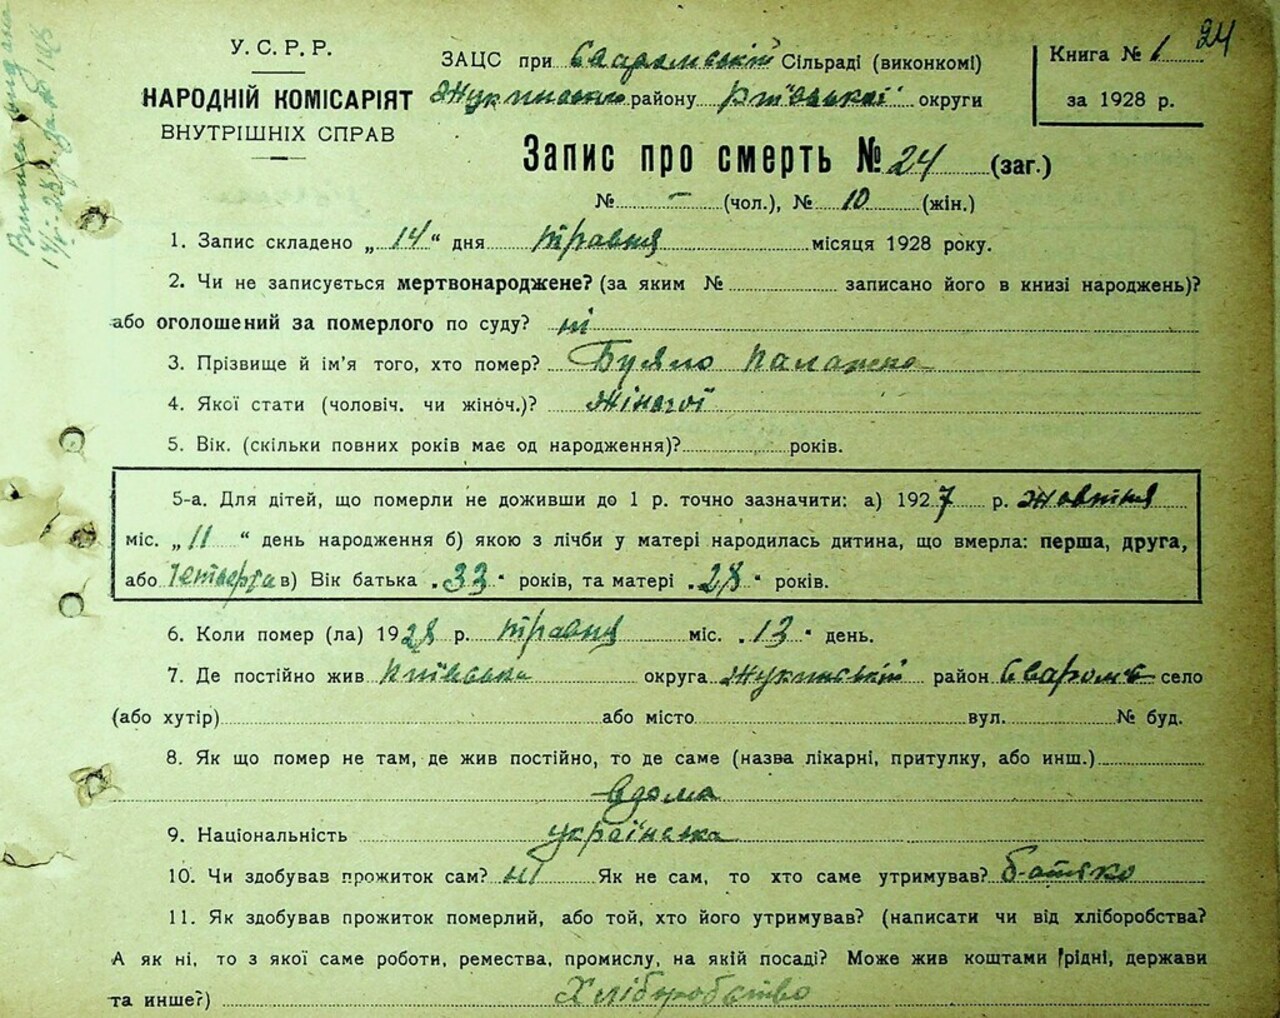 24
У.С.Р.Р.
НАРОДНІЙ КОМІСАРІЯТ
ВНУТРІШНІХ СПРАВ
ЗАЦС при Сваромській Сільраді (виконкомі)
Жукинськ району Київської округи
Книга № 1
за 1928 р.
Запис про смерть № 24 (заг.)
№ – (чол.), № 10 (жін.)
1. Запис складено „ 14 “ дня травня місяця 1928 року.
2. Чи не записується мертвонароджене? (за яким № записано його в книзі народжень)?
або оголошений за померлого по суду? ні
3. Прізвище й ім'я того, хто помер? Буяло Палажка
4. Якої стати (чоловіч. чи жіноч.)? жіночої
5. Вік. (скільки повних років має од народження)? років.
5-а. Для дітей, що померли не доживши до 1 р. точно зазначити: а) 1927 р. жовтня
міс. „ 11 “ день народження б) якою з лічби у матері народилась дитина, що вмерла: перша, друга,
або четверта в) Вік батька „ 33 “ років, та матері „ 28 “ років.
6. Коли помер (ла) 1928 р. травня міс. „ 13 “ день.
7. Де постійно жив Київська округа Жукинській район Сваром'є село
(або хутір) або місто вул. № буд.
8. Як що помер не там, де жив постійно, то де саме (назва лікарні, притулку, або инш.)
вдома
9. Національність українська
10. Чи здобував прожиток сам? ні Як не сам, то хто саме утримував? батько
11. Як здобував прожиток померлий, або той, хто його утримував? (написати чи від хліборобства?
А як ні, то з якої саме роботи, ремества, промислу, на якій посаді? Може жив коштами рідні, держави
та инше?) Хліборобство